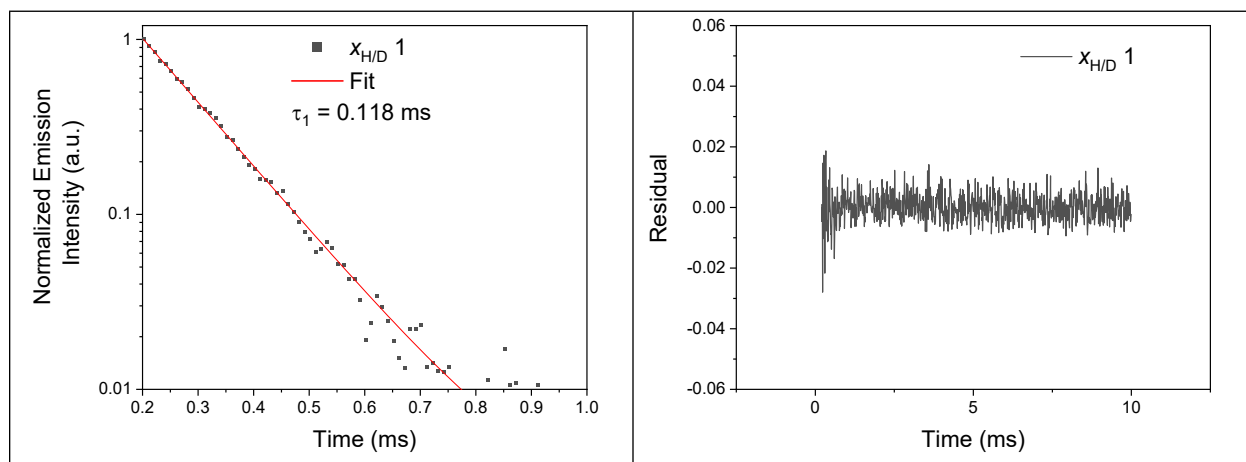 1
0.1
0.01
Normalized Emission
Intensity (a.u.)
x_H/D 1
Fit
τ₁ = 0.118 ms
0.2 0.3 0.4 0.5 0.6 0.7 0.8 0.9 1.0
Time (ms)
0.06
0.04
0.02
0.00
-0.02
-0.04
-0.06
Residual
x_H/D 1
0 5 10
Time (ms)